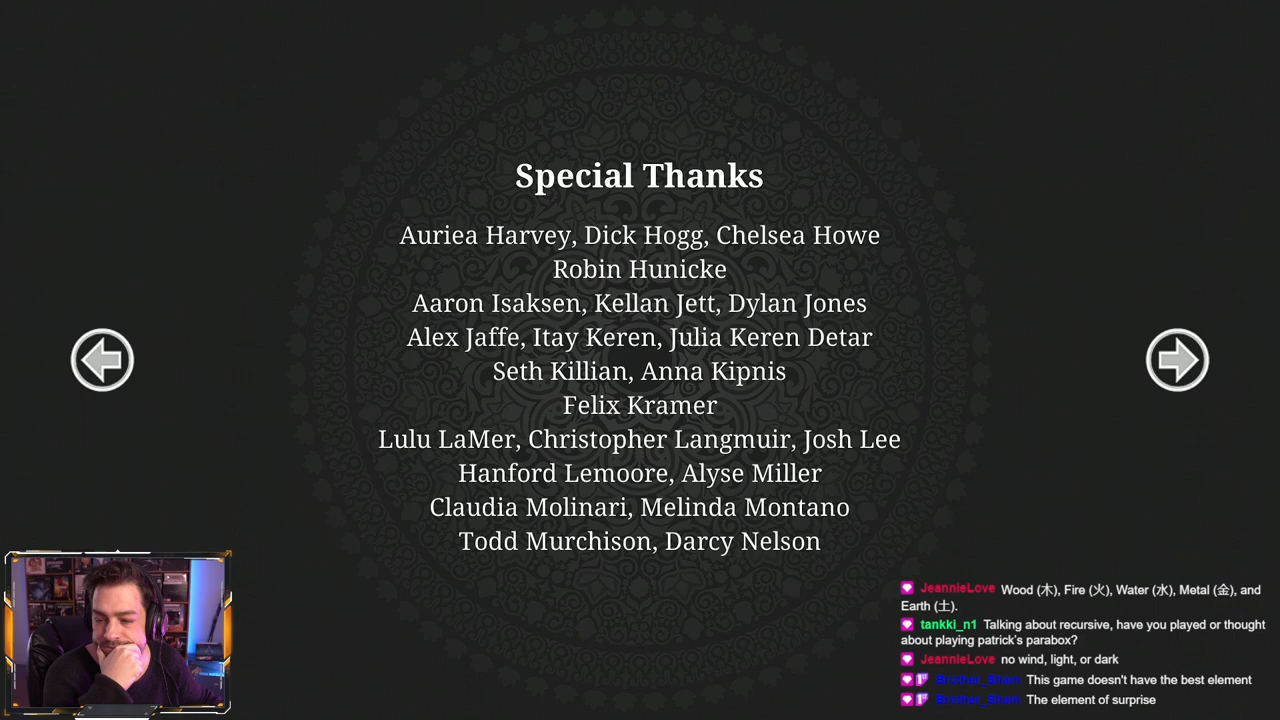 Special Thanks
Auriea Harvey, Dick Hogg, Chelsea Howe
Robin Hunicke
Aaron Isaksen, Kellan Jett, Dylan Jones
Alex Jaffe, Itay Keren, Julia Keren Detar
Seth Killian, Anna Kipnis
Felix Kramer
Lulu LaMer, Christopher Langmuir, Josh Lee
Hanford Lemoore, Alyse Miller
Claudia Molinari, Melinda Montano
Todd Murchison, Darcy Nelson
JeannieLove Wood (木), Fire (火), Water (水), Metal (金), and
Earth (土).
tankki_n1 Talking about recursive, have you played or thought
about playing patrick's parabox?
JeannieLove no wind, light, or dark
This game doesn't have the best element
The element of surprise